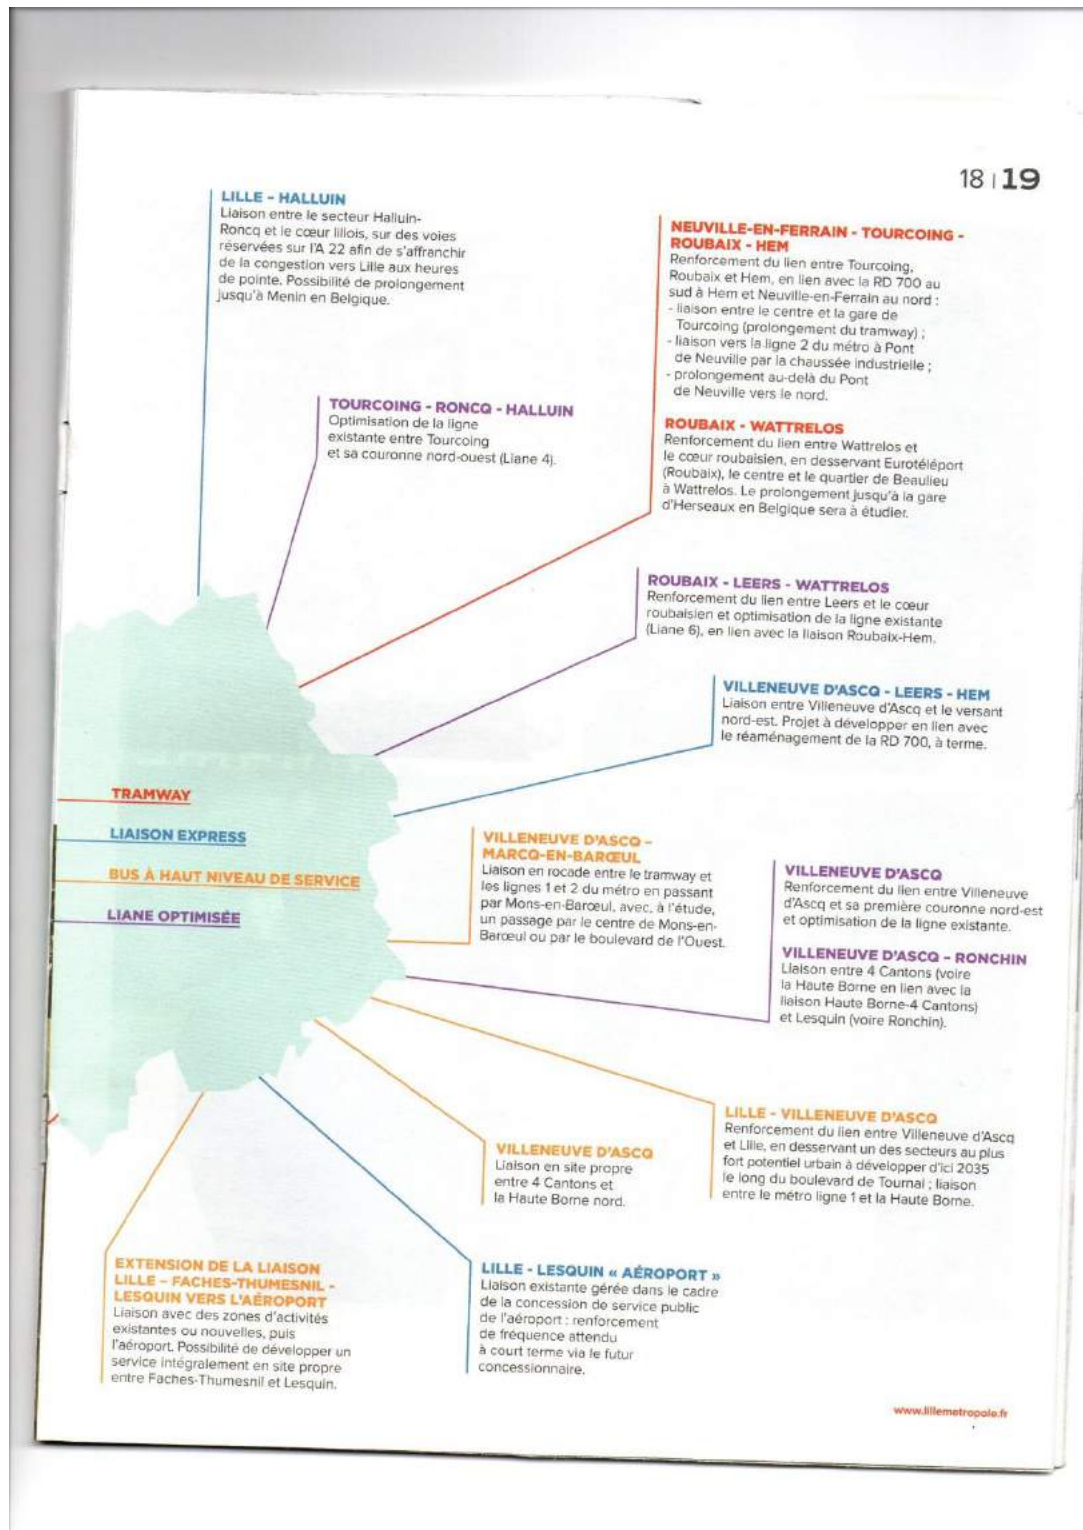 18 | 19
LILLE - HALLUIN
Liaison entre le secteur Halluin-
Roncq et le cœur lillois, sur des voies
réservées sur l'A 22 afin de s'affranchir
de la congestion vers Lille aux heures
de pointe. Possibilité de prolongement
jusqu'à Menin en Belgique.
NEUVILLE-EN-FERRAIN - TOURCOING -
ROUBAIX - HEM
Renforcement du lien entre Tourcoing,
Roubaix et Hem, en lien avec la RD 700 au
sud à Hem et Neuville-en-Ferrain au nord :
- liaison entre le centre et la gare de
Tourcoing (prolongement du tramway) ;
- liaison vers la ligne 2 du métro à Pont
de Neuville par la chaussée industrielle ;
- prolongement au-delà du Pont
de Neuville vers le nord.
TOURCOING - RONCQ - HALLUIN
Optimisation de la ligne
existante entre Tourcoing
et sa couronne nord-ouest (Liane 4).
ROUBAIX - WATTRELOS
Renforcement du lien entre Wattrelos et
le cœur roubaisien, en desservant Eurotéléport
(Roubaix), le centre et le quartier de Beaulieu
à Wattrelos. Le prolongement jusqu'à la gare
d'Herseaux en Belgique sera à étudier.
ROUBAIX - LEERS - WATTRELOS
Renforcement du lien entre Leers et le cœur
roubaisien et optimisation de la ligne existante
(Liane 6), en lien avec la liaison Roubaix-Hem.
VILLENEUVE D'ASCQ - LEERS - HEM
Liaison entre Villeneuve d'Ascq et le versant
nord-est. Projet à développer en lien avec
le réaménagement de la RD 700, à terme.
TRAMWAY
LIAISON EXPRESS
BUS À HAUT NIVEAU DE SERVICE
LIANE OPTIMISÉE
VILLENEUVE D'ASCQ –
MARCQ-EN-BARŒUL
Liaison en rocade entre le tramway et
les lignes 1 et 2 du métro en passant
par Mons-en-Barœul, avec, à l'étude,
un passage par le centre de Mons-en-
Barœul ou par le boulevard de l'Ouest.
VILLENEUVE D'ASCQ
Renforcement du lien entre Villeneuve
d'Ascq et sa première couronne nord-est
et optimisation de la ligne existante.
VILLENEUVE D'ASCQ - RONCHIN
Liaison entre 4 Cantons (voire
la Haute Borne en lien avec la
liaison Haute Borne-4 Cantons)
et Lesquin (voire Ronchin).
LILLE - VILLENEUVE D'ASCQ
Renforcement du lien entre Villeneuve d'Ascq
et Lille, en desservant un des secteurs au plus
fort potentiel urbain à développer d'ici 2035
le long du boulevard de Tournai ; liaison
entre le métro ligne 1 et la Haute Borne.
VILLENEUVE D'ASCQ
Liaison en site propre
entre 4 Cantons et
la Haute Borne nord.
EXTENSION DE LA LIAISON
LILLE – FACHES-THUMESNIL -
LESQUIN VERS L'AÉROPORT
Liaison avec des zones d'activités
existantes ou nouvelles, puis
l'aéroport. Possibilité de développer un
service intégralement en site propre
entre Faches-Thumesnil et Lesquin.
LILLE - LESQUIN « AÉROPORT »
Liaison existante gérée dans le cadre
de la concession de service public
de l'aéroport : renforcement
de fréquence attendu
à court terme via le futur
concessionnaire.
www.lillemetropole.fr